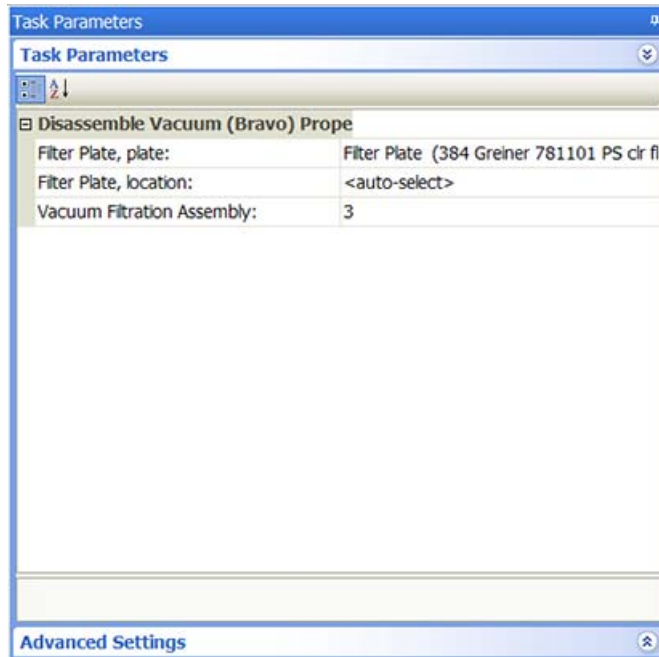 Task Parameters
Task Parameters
A Z
Disassemble Vacuum (Bravo) Prope
Filter Plate, plate: Filter Plate (384 Greiner 781101 PS clr fl
Filter Plate, location: <auto-select>
Vacuum Filtration Assembly: 3
Advanced Settings